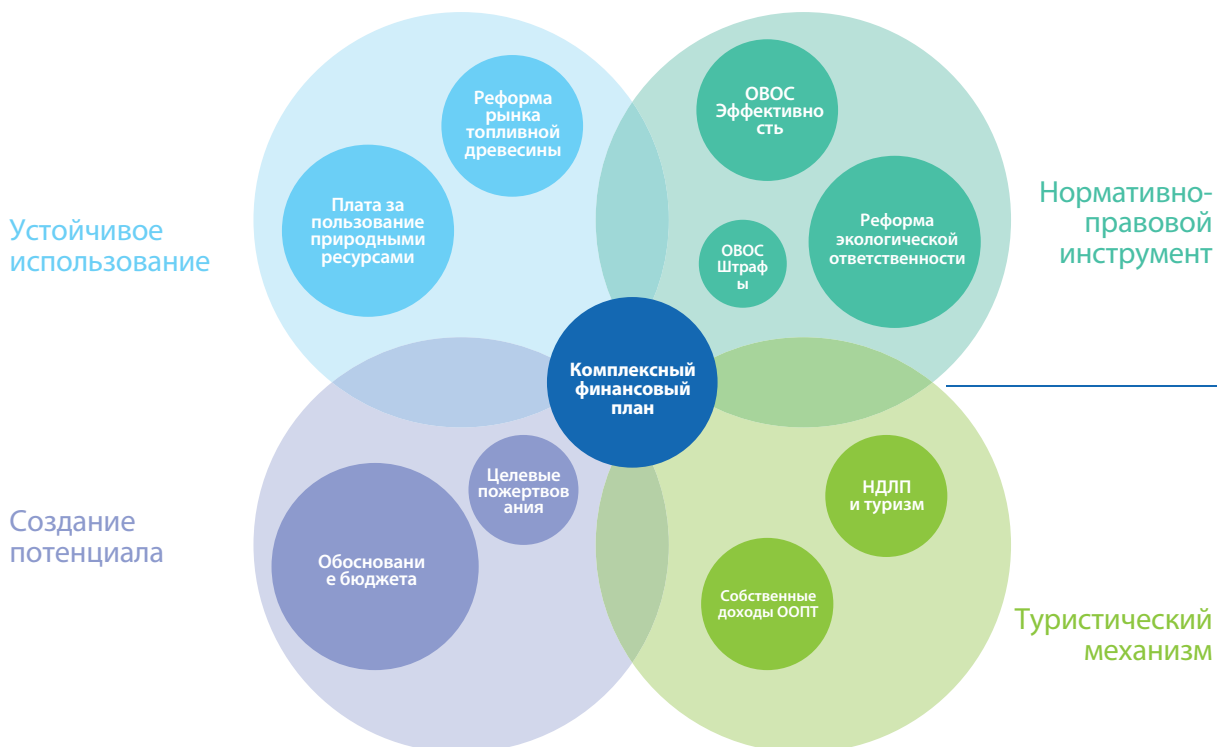 Реформа
рынка
топливной
древесины
Плата за
пользование
природными
ресурсами
Устойчивое
использование
ОВОС
Эффективно
сть
Реформа
экологической
ответственности
ОВОС
Штраф
ы
Нормативно-
правовой
инструмент
Комплексный
финансовый
план
Целевые
пожертвов
ания
Обосновани
е бюджета
Создание
потенциала
НДЛП
и туризм
Собственные
доходы ООПТ
Туристический
механизм